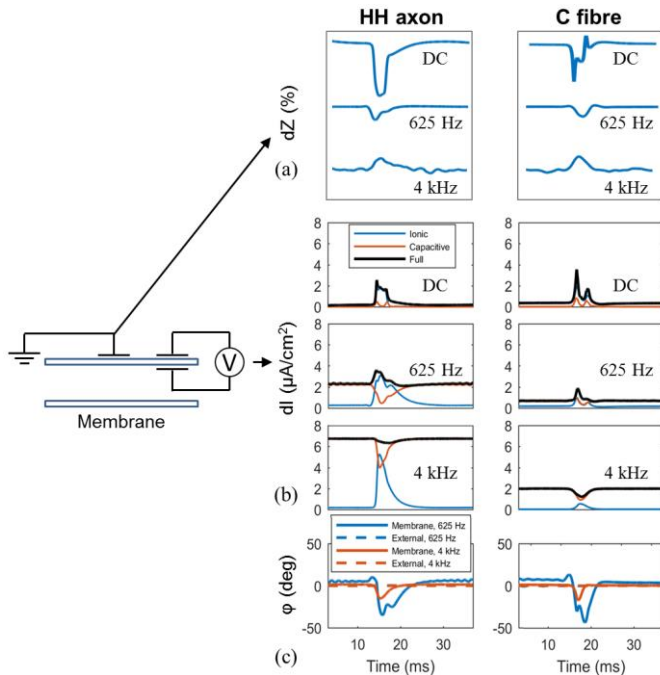 HH axon
C fibre
dZ (%)
DC
DC
625 Hz
625 Hz
4 kHz
4 kHz
(a)
8
6
4
2
0
Ionic
Capacitive
Full
DC
8
6
4
2
0
DC
V
Membrane
dI (μA/cm²)
8
6
4
2
0
625 Hz
8
6
4
2
0
625 Hz
8
6
4
2
0
4 kHz
8
6
4
2
0
4 kHz
(b)
Membrane, 625 Hz
External, 625 Hz
Membrane, 4 kHz
External, 4 kHz
φ (deg)
50
0
-50
50
0
-50
10 20 30
10 20 30
Time (ms)
Time (ms)
(c)